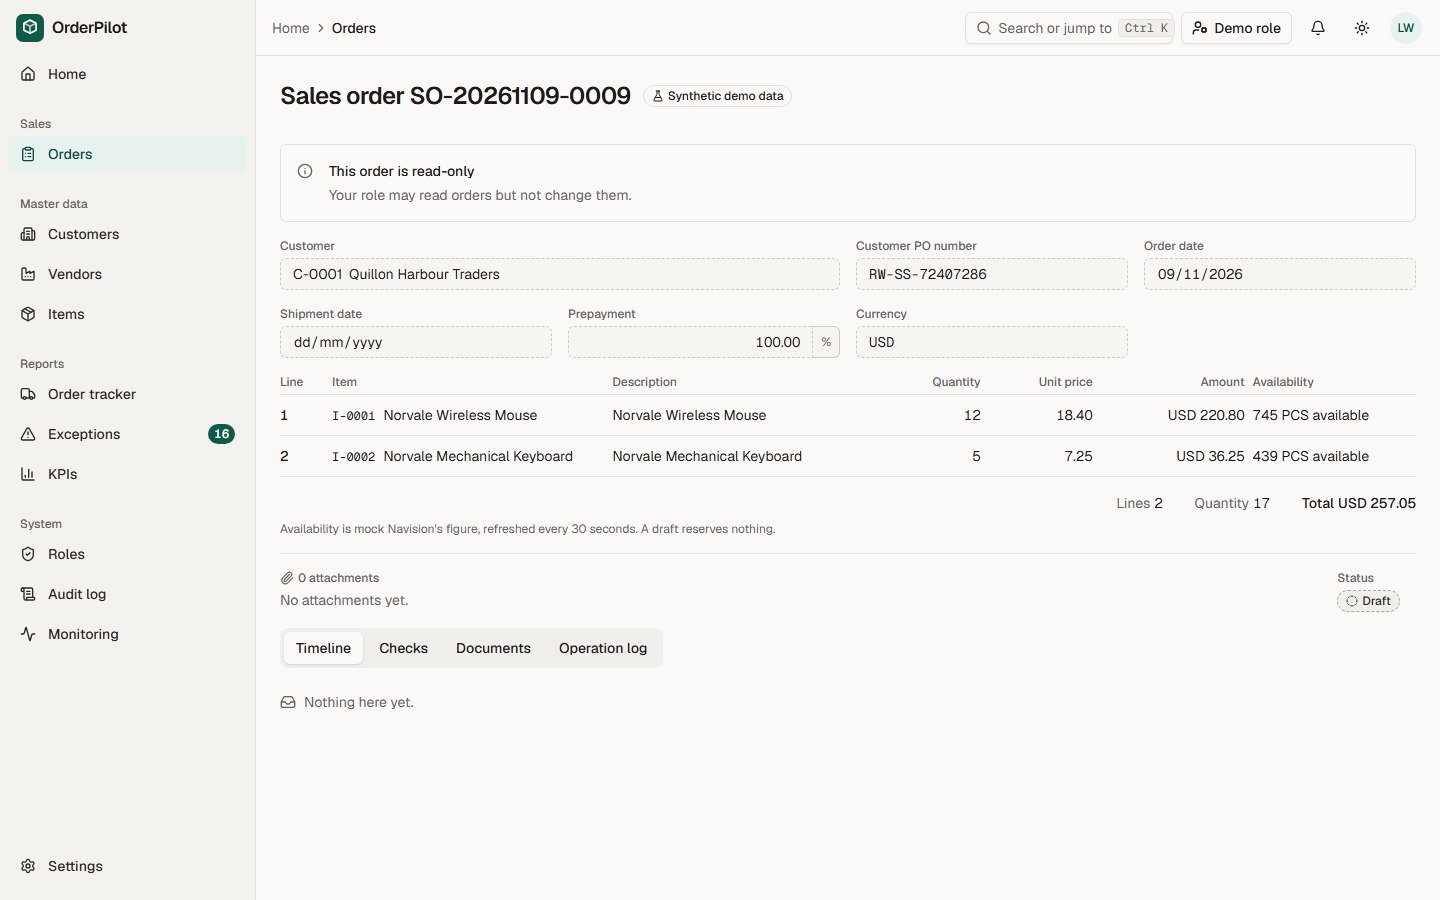 OrderPilot
Home
Sales
Orders
Master data
Customers
Vendors
Items
Reports
Order tracker
Exceptions 16
KPIs
System
Roles
Audit log
Monitoring
Settings
Home > Orders
Search or jump to Ctrl K
Demo role
LW
Sales order SO-20261109-0009 Synthetic demo data
This order is read-only
Your role may read orders but not change them.
Customer Customer PO number Order date
C-0001 Quillon Harbour Traders RW-SS-72407286 09/11/2026
Shipment date Prepayment Currency
dd/mm/yyyy 100.00 % USD
Line Item Description Quantity Unit price Amount Availability
1 I-0001 Norvale Wireless Mouse Norvale Wireless Mouse 12 18.40 USD 220.80 745 PCS available
2 I-0002 Norvale Mechanical Keyboard Norvale Mechanical Keyboard 5 7.25 USD 36.25 439 PCS available
Lines 2 Quantity 17 Total USD 257.05
Availability is mock Navision's figure, refreshed every 30 seconds. A draft reserves nothing.
0 attachments Status
No attachments yet. Draft
Timeline Checks Documents Operation log
Nothing here yet.